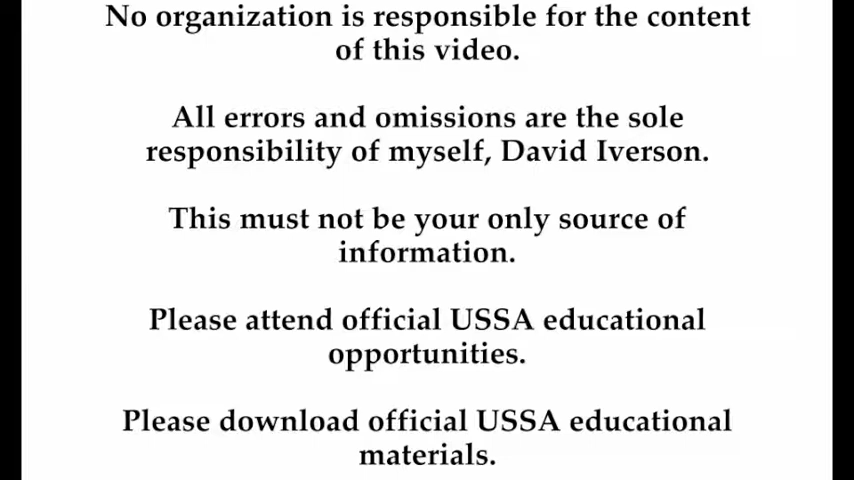 No organization is responsible for the content
of this video.
All errors and omissions are the sole
responsibility of myself, David Iverson.
This must not be your only source of
information.
Please attend official USSA educational
opportunities.
Please download official USSA educational
materials.